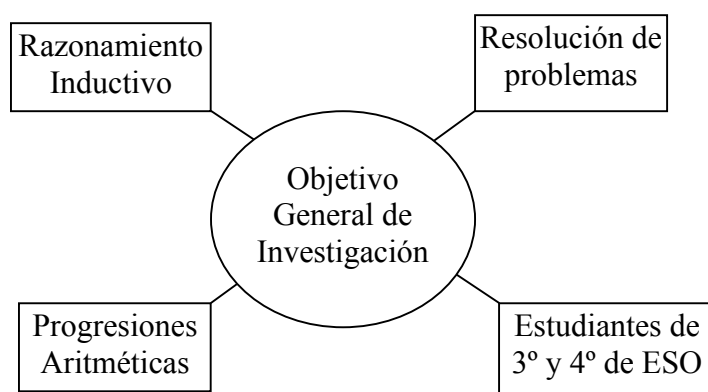 Razonamiento
Inductivo
Resolución de
problemas
Objetivo
General de
Investigación
Progresiones
Aritméticas
Estudiantes de
3º y 4º de ESO